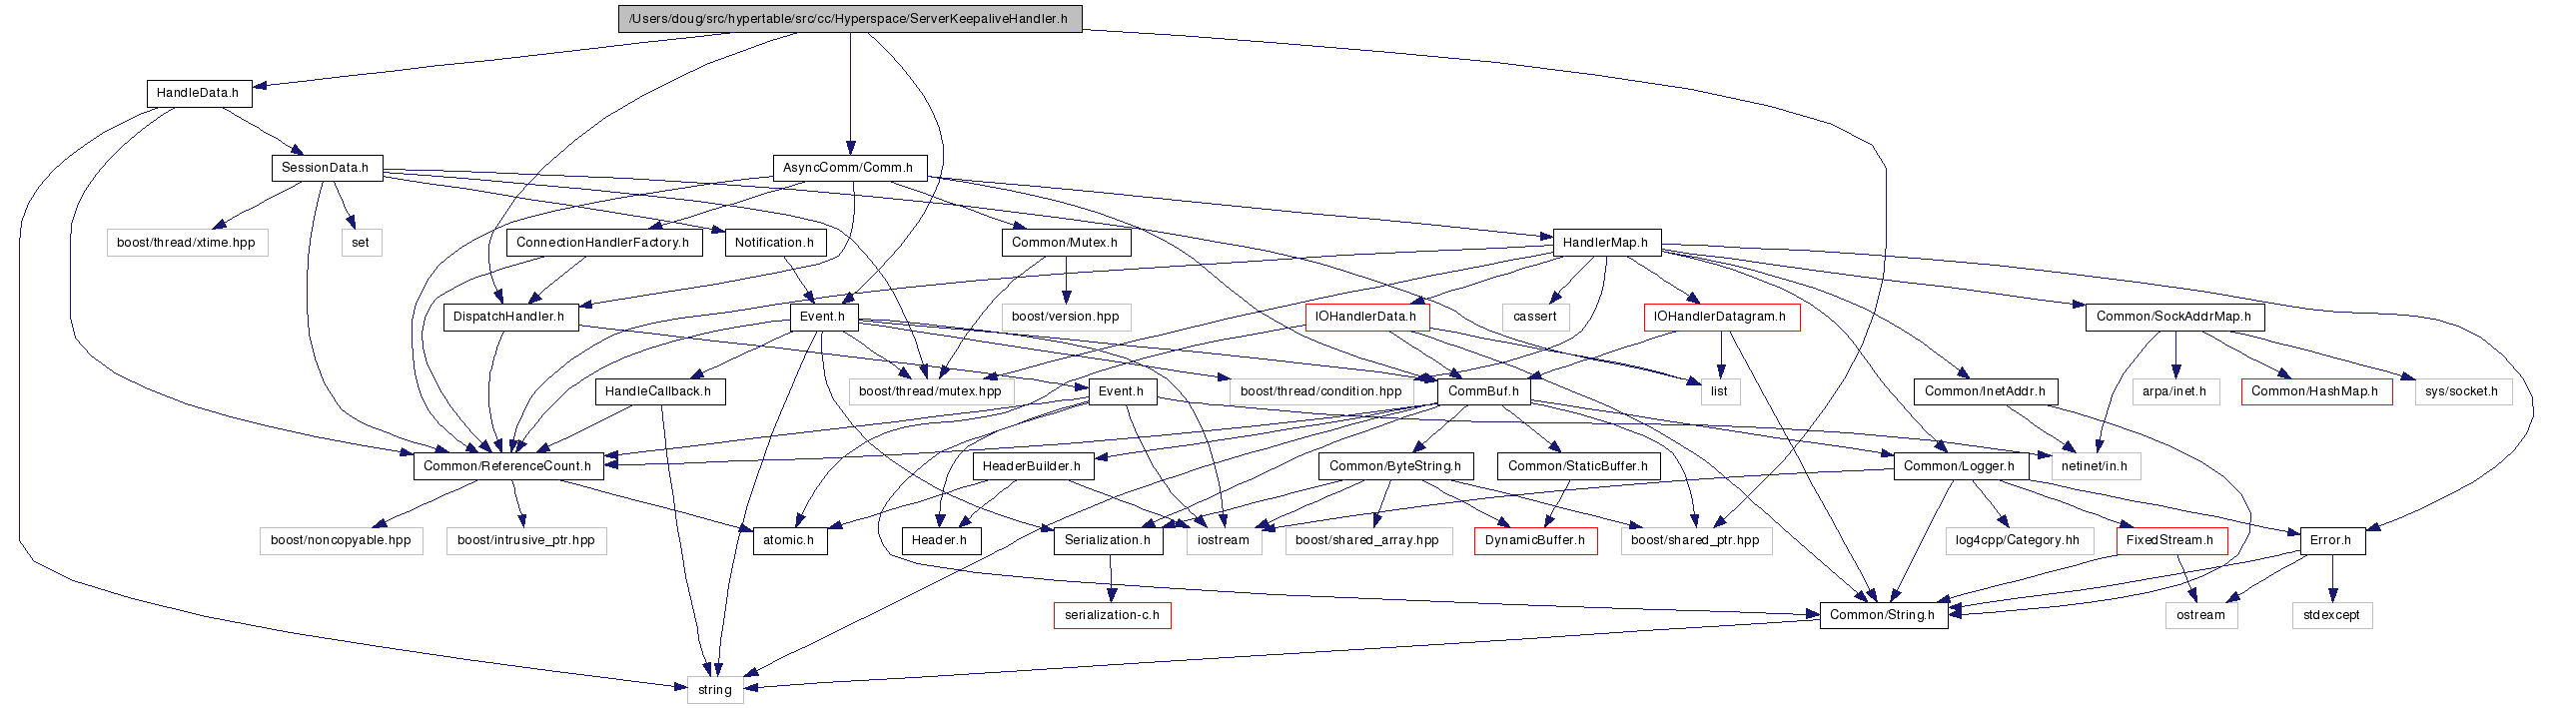 /Users/doug/src/hypertable/src/cc/Hyperspace/ServerKeepaliveHandler.h
HandleData.h
SessionData.h
AsyncComm/Comm.h
boost/thread/xtime.hpp
set
ConnectionHandlerFactory.h
Notification.h
Common/Mutex.h
HandlerMap.h
DispatchHandler.h
Event.h
boost/version.hpp
IOHandlerData.h
cassert
IOHandlerDatagram.h
Common/SockAddrMap.h
HandleCallback.h
boost/thread/mutex.hpp
Event.h
boost/thread/condition.hpp
CommBuf.h
list
Common/InetAddr.h
arpa/inet.h
Common/HashMap.h
sys/socket.h
Common/ReferenceCount.h
HeaderBuilder.h
Common/ByteString.h
Common/StaticBuffer.h
Common/Logger.h
netinet/in.h
boost/noncopyable.hpp
boost/intrusive_ptr.hpp
atomic.h
Header.h
Serialization.h
iostream
boost/shared_array.hpp
DynamicBuffer.h
boost/shared_ptr.hpp
log4cpp/Category.hh
FixedStream.h
Error.h
serialization-c.h
Common/String.h
ostream
stdexcept
string